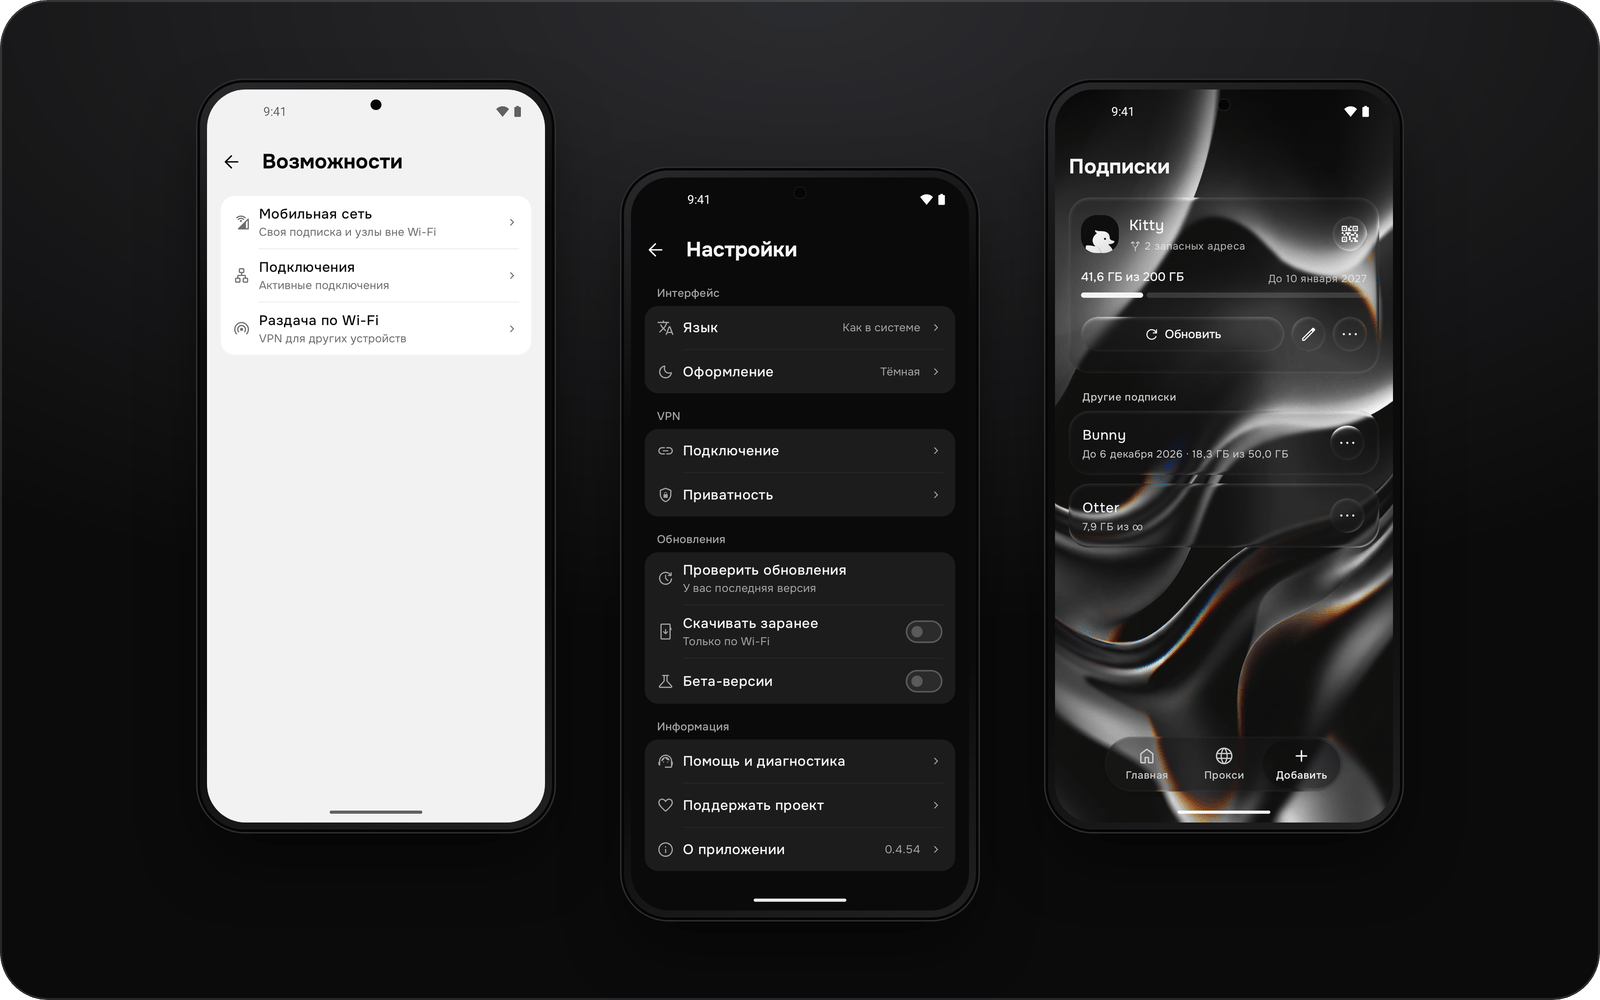 9:41
Возможности
Мобильная сеть
Своя подписка и узлы вне Wi-Fi
Подключения
Активные подключения
Раздача по Wi-Fi
VPN для других устройств
9:41
Настройки
Интерфейс
Язык
Как в системе
Оформление
Тёмная
VPN
Подключение
Приватность
Обновления
Проверить обновления
У вас последняя версия
Скачивать заранее
Только по Wi-Fi
Бета-версии
Информация
Помощь и диагностика
Поддержать проект
О приложении
0.4.54
9:41
Подписки
Kitty
2 запасных адреса
41,6 ГБ из 200 ГБ
До 10 января 2027
Обновить
Другие подписки
Bunny
До 6 декабря 2026 · 18,3 ГБ из 50,0 ГБ
Otter
7,9 ГБ из ∞
Главная
Прокси
Добавить